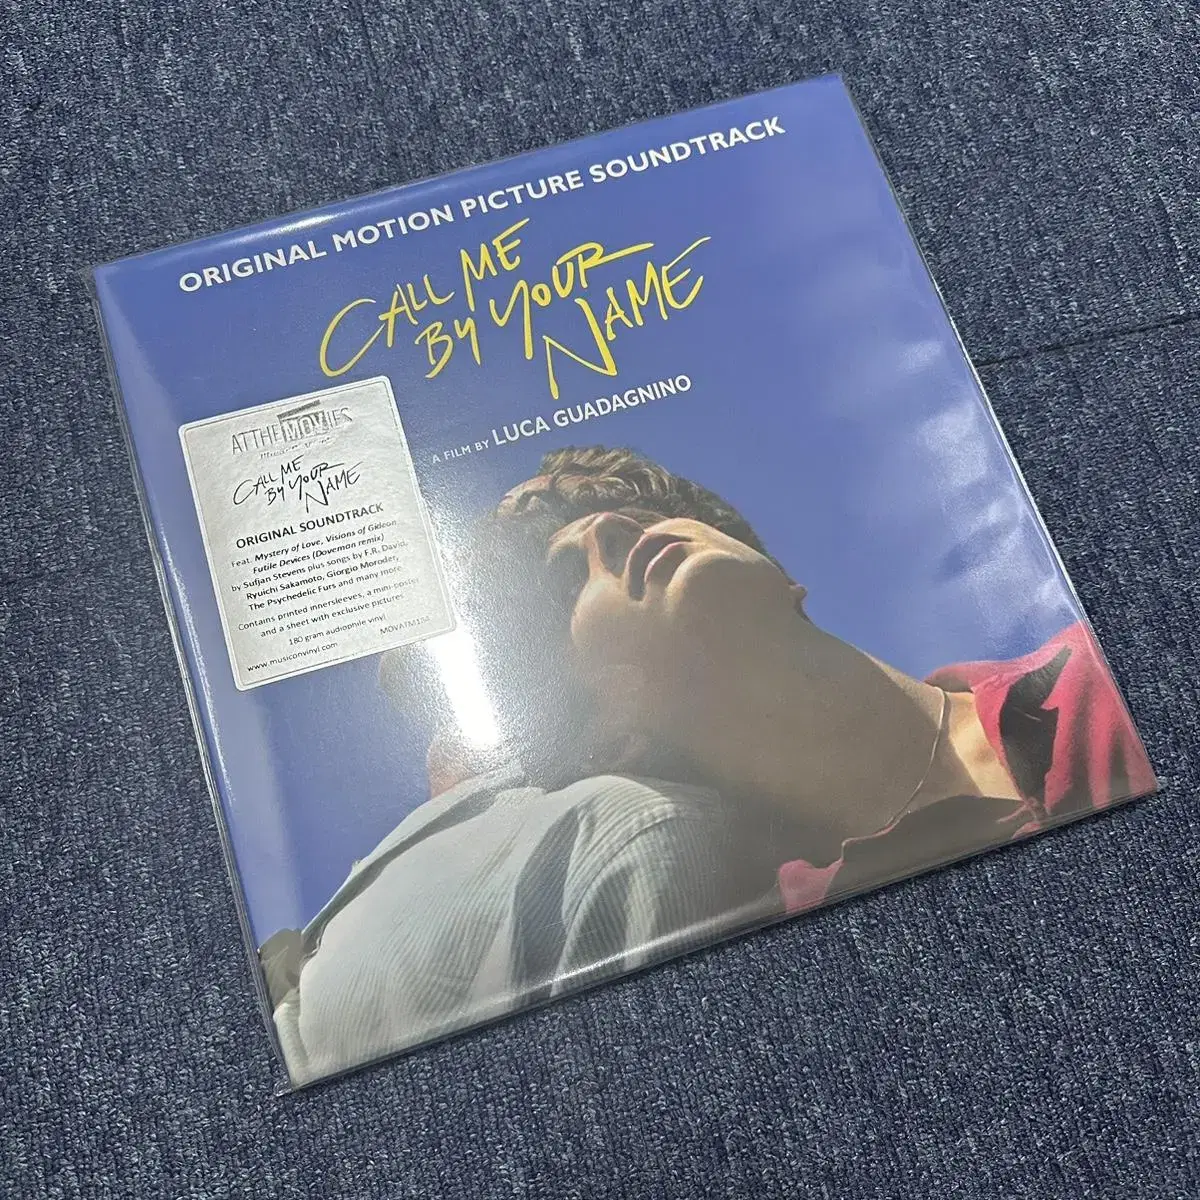 ORIGINAL MOTION PICTURE SOUNDTRACK
CALL ME
BY YOUR
NAME
A FILM BY LUCA GUADAGNINO
AT THE MOVIES
CALL ME
BY YOUR
NAME
ORIGINAL SOUNDTRACK
Feat. Mystery of Love, Visions of Gideon
Futile Devices (Doveman remix)
by Sufjan Stevens plus songs by F.R. David,
Ryuichi Sakamoto, Giorgio Moroder,
The Psychedelic Furs and many more
Contains printed innersleeves, a mini-poster
and a sheet with exclusive pictures
180 gram audiophile vinyl
www.musiconvinyl.com